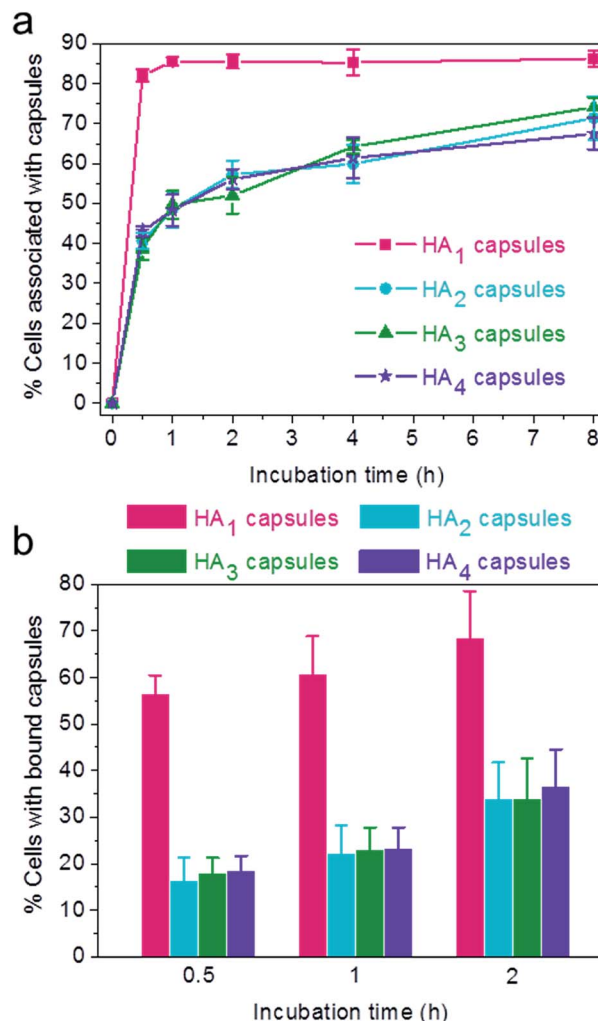 a
% Cells associated with capsules
90
80
70
60
50
40
30
20
10
0
HA1 capsules
HA2 capsules
HA3 capsules
HA4 capsules
0 1 2 3 4 5 6 7 8
Incubation time (h)
HA1 capsules HA2 capsules
HA3 capsules HA4 capsules
b
% Cells with bound capsules
80
70
60
50
40
30
20
10
0
0.5 1 2
Incubation time (h)